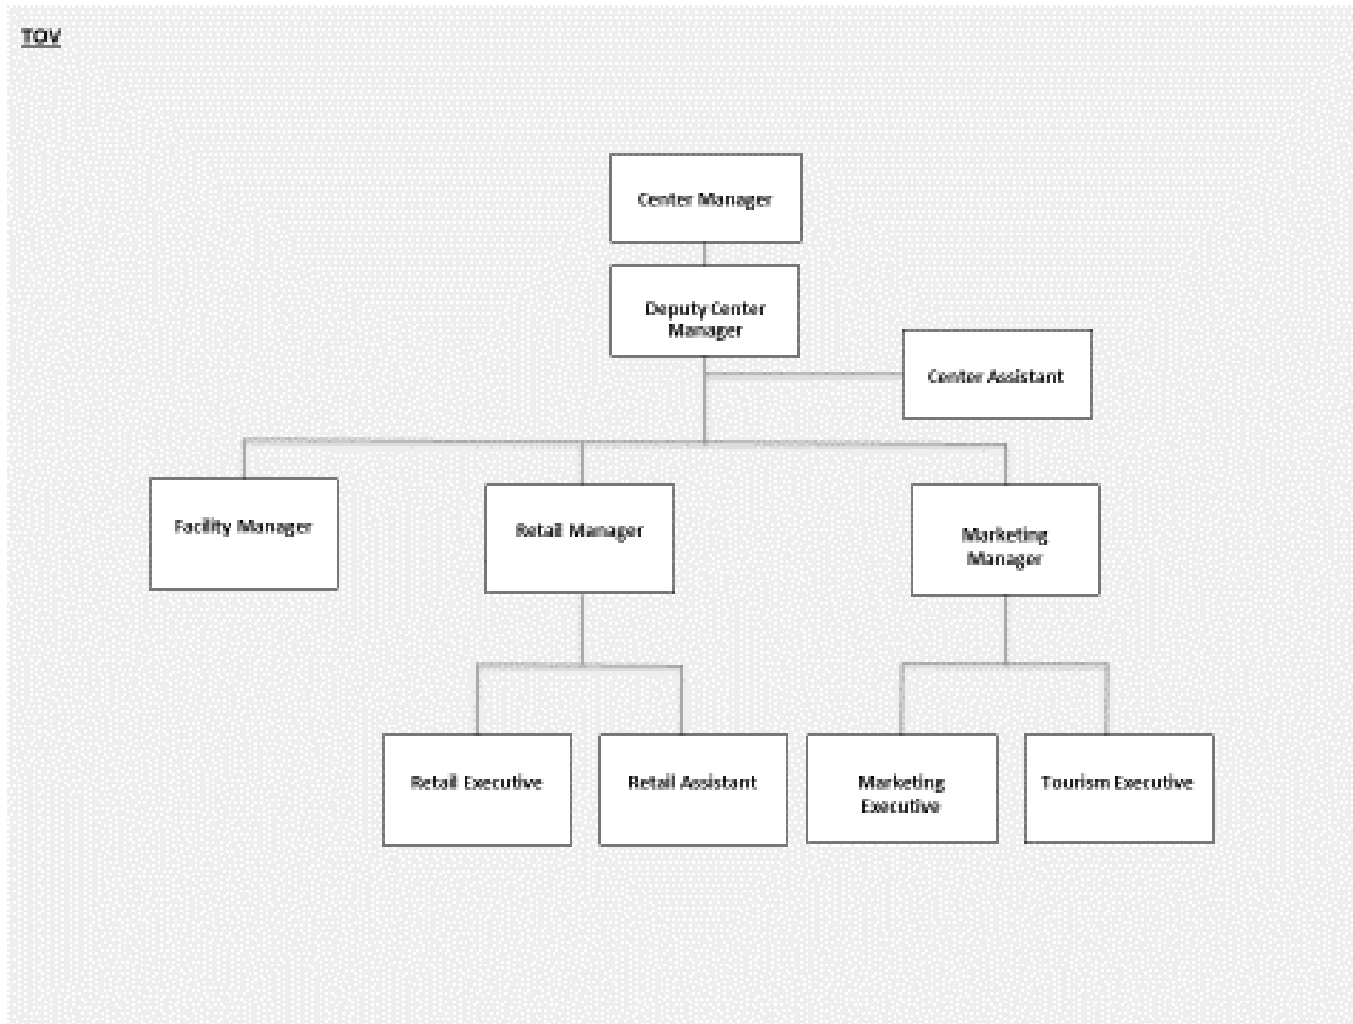 TOV
Center Manager
Deputy Center
Manager
Center Assistant
Facility Manager
Retail Manager
Marketing
Manager
Retail Executive
Retail Assistant
Marketing
Executive
Tourism Executive